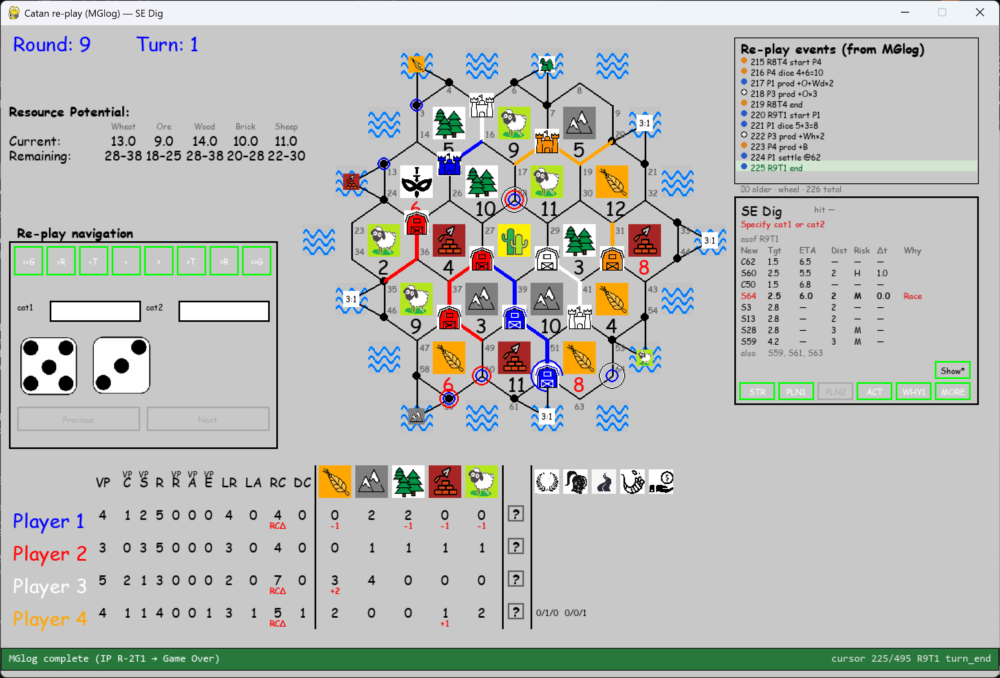 Catan re-play (MGlog) — SE Dig
Round: 9 Turn: 1
Resource Potential:
Wheat Ore Wood Brick Sheep
Current: 13.0 9.0 14.0 10.0 11.0
Remaining: 28-38 18-25 28-38 20-28 22-30
Re-play navigation
<<G <R <T < > >T >R >>G
cat1 cat2
Previous Next
4 6 8
3 7 9
3:1
14 16 20
5 9 5
13 17 19 21
24 26 30 32
6 10 11 12
23 27 29 31 33
3:1
34 36 44
2 4 3 8
35 37 39 41 43
3:1
46 54
9 3 10 4
47 49 51 53
58 60 64
6 11 8
59 61 63
3:1
Re-play events (from MGlog)
215 R8T4 start P4
216 P4 dice 4+6=10
217 P1 prod +O+Wd×2
218 P3 prod +O×3
219 R8T4 end
220 R9T1 start P1
221 P1 dice 5+3=8
222 P3 prod +Wh×2
223 P4 prod +B
224 P1 settle @62
225 R9T1 end
0 older · wheel · 226 total
SE Dig hit —
Specify cat1 or cat2
asof R9T1
New Tgt ETA Dist Risk Δt Why
C62 1.5 6.5 — — —
S60 2.5 5.5 2 H 1.0
C50 1.5 6.8 — — —
S64 2.5 6.0 2 M 0.0 Race
S3 2.8 — 2 — —
S13 2.8 — 2 — —
S28 2.8 — 3 M —
S59 4.2 — 3 M —
also S59, S61, S63
Show*
STR PLN1 PLN2 ACT WHY1 MORE
VP VP VP VP VP
VP C S R R A E LR LA RC DC
Player 1 4 1 2 5 0 0 0 4 0 4 0 0 2 2 0 0 ?
RCΔ -1 -1 -1 -1
Player 2 3 0 3 5 0 0 0 3 0 4 0 0 1 1 1 1 ?
Player 3 5 2 1 3 0 0 0 2 0 7 0 3 4 0 0 0 ?
RCΔ +2
Player 4 4 1 1 4 0 0 1 3 1 5 1 2 0 0 1 2 ? 0/1/0 0/0/1
RCΔ +1
MGlog complete (IP R-2T1 → Game Over) cursor 225/495 R9T1 turn_end